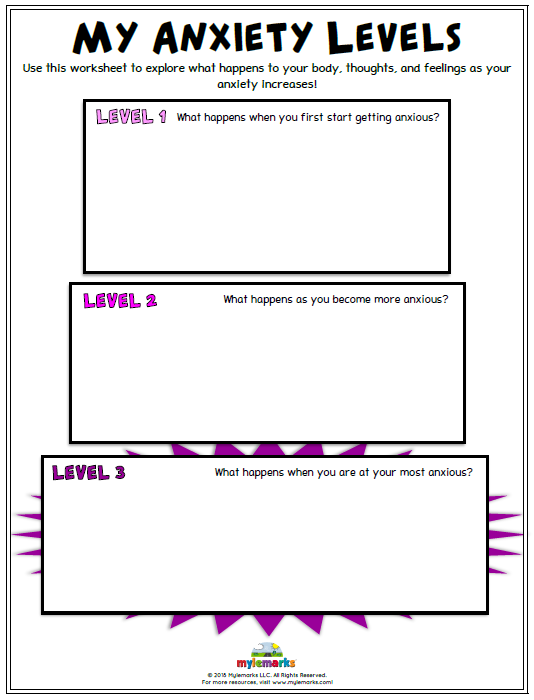 My Anxiety Levels
Use this worksheet to explore what happens to your body, thoughts, and feelings as your
anxiety increases!
LEVEL 1 What happens when you first start getting anxious?
LEVEL 2 What happens as you become more anxious?
LEVEL 3 What happens when you are at your most anxious?
mylemarks
© 2018 Mylemarks LLC. All Rights Reserved.
For more resources, visit www.mylemarks.com!